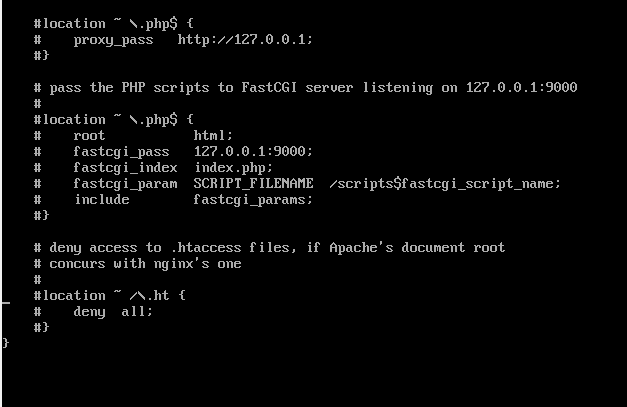 #location ~ \.php$ {
#    proxy_pass   http://127.0.0.1;
#}
# pass the PHP scripts to FastCGI server listening on 127.0.0.1:9000
#
#location ~ \.php$ {
#    root           html;
#    fastcgi_pass   127.0.0.1:9000;
#    fastcgi_index  index.php;
#    fastcgi_param  SCRIPT_FILENAME  /scripts$fastcgi_script_name;
#    include        fastcgi_params;
#}
# deny access to .htaccess files, if Apache's document root
# concurs with nginx's one
#
#location ~ /\.ht {
#    deny  all;
#}
}